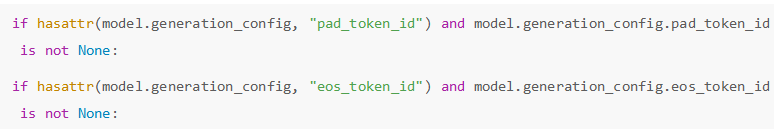 if hasattr(model.generation_config, "pad_token_id") and model.generation_config.pad_token_id
is not None:
if hasattr(model.generation_config, "eos_token_id") and model.generation_config.eos_token_id
is not None: